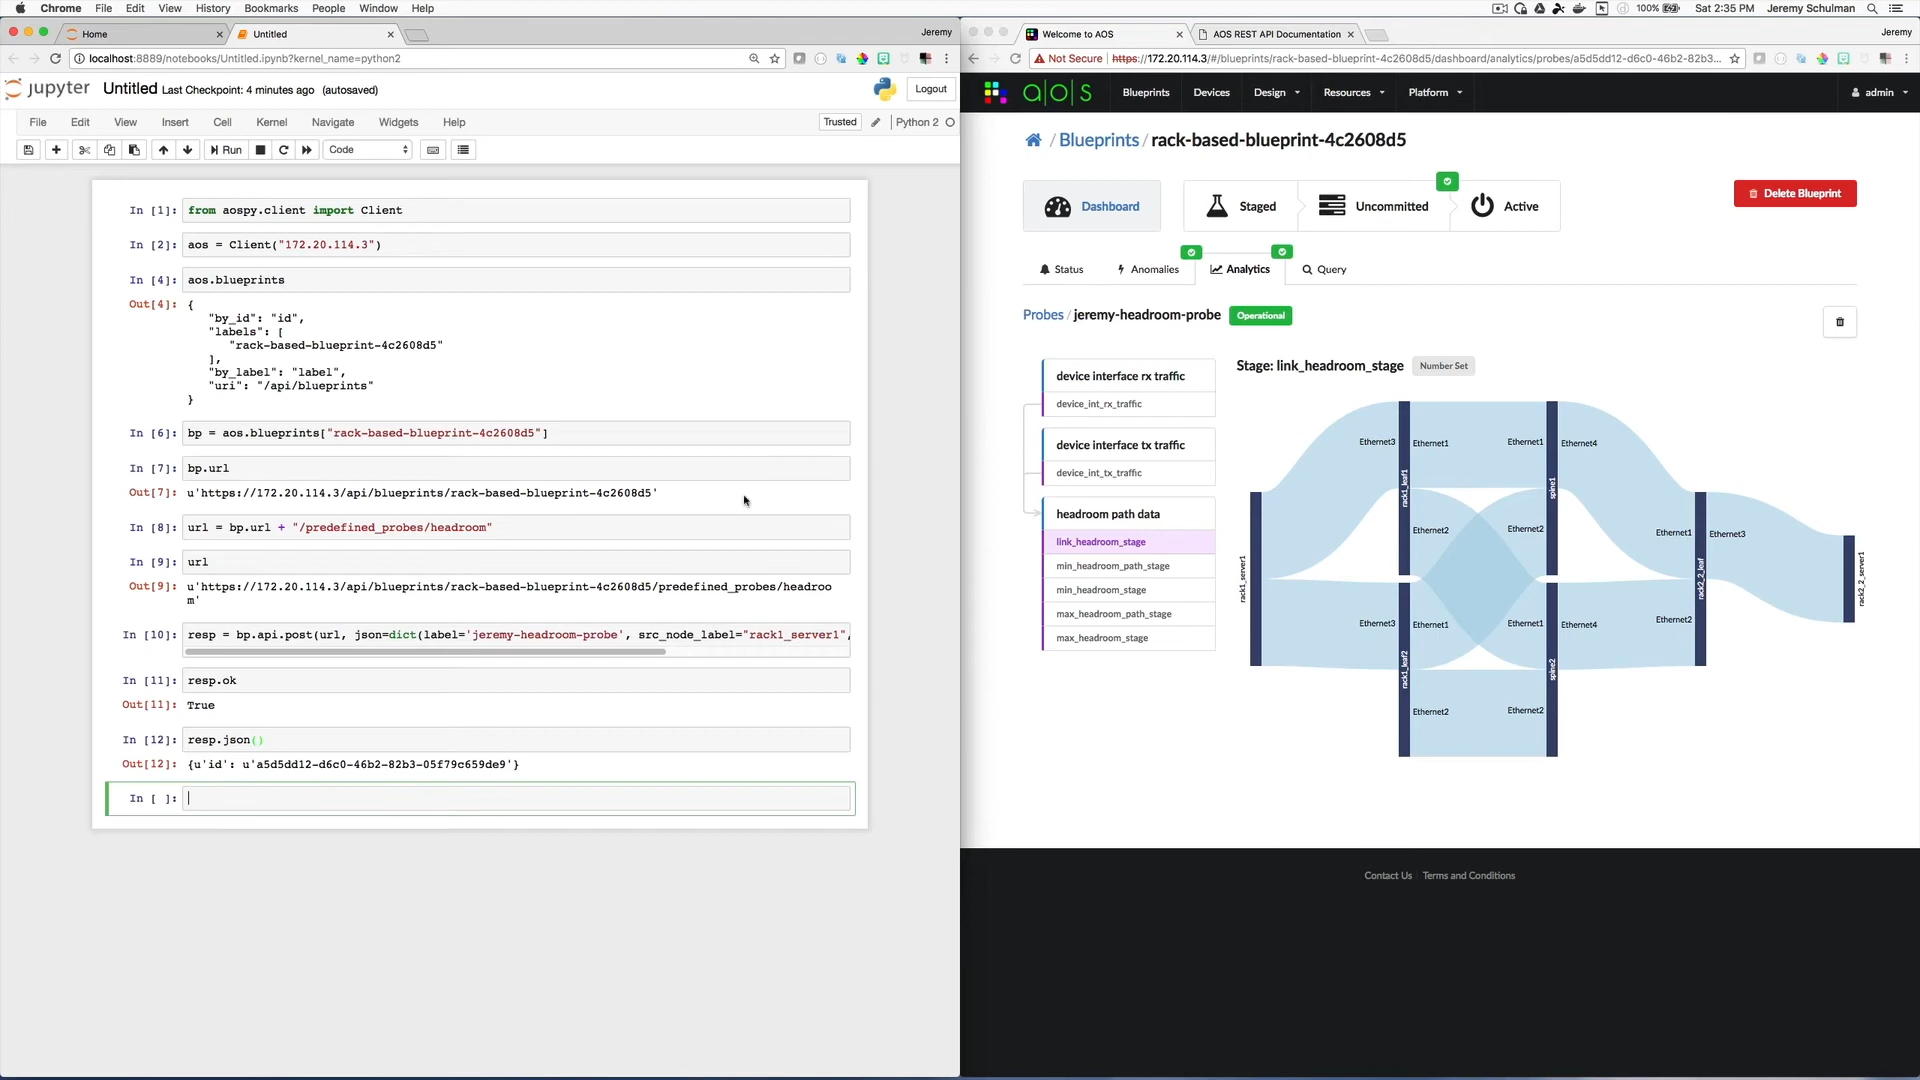 Chrome File Edit View History Bookmarks People Window Help
100% Sat 2:35 PM Jeremy Schulman
Home
Untitled
Jeremy
localhost:8889/notebooks/Untitled.ipynb?kernel_name=python2
jupyter Untitled Last Checkpoint: 4 minutes ago (autosaved)
Logout
File Edit View Insert Cell Kernel Navigate Widgets Help
Trusted Python 2
Run Code
In [1]: from aospy.client import Client
In [2]: aos = Client("172.20.114.3")
In [4]: aos.blueprints
Out[4]: {
"by_id": "id",
"labels": [
"rack-based-blueprint-4c2608d5"
],
"by_label": "label",
"uri": "/api/blueprints"
}
In [6]: bp = aos.blueprints["rack-based-blueprint-4c2608d5"]
In [7]: bp.url
Out[7]: u'https://172.20.114.3/api/blueprints/rack-based-blueprint-4c2608d5'
In [8]: url = bp.url + "/predefined_probes/headroom"
In [9]: url
Out[9]: u'https://172.20.114.3/api/blueprints/rack-based-blueprint-4c2608d5/predefined_probes/headroo
m'
In [10]: resp = bp.api.post(url, json=dict(label='jeremy-headroom-probe', src_node_label="rack1_server1",
In [11]: resp.ok
Out[11]: True
In [12]: resp.json()
Out[12]: {u'id': u'a5d5dd12-d6c0-46b2-82b3-05f79c659de9'}
In [ ]:
Welcome to AOS
AOS REST API Documentation
Jeremy
Not Secure https://172.20.114.3/#/blueprints/rack-based-blueprint-4c2608d5/dashboard/analytics/probes/a5d5dd12-d6c0-46b2-82b3...
a|o|s Blueprints Devices Design Resources Platform admin
/ Blueprints / rack-based-blueprint-4c2608d5
Dashboard Staged Uncommitted Active
Delete Blueprint
Status Anomalies Analytics Query
Probes / jeremy-headroom-probe Operational
device interface rx traffic
device_int_rx_traffic
device interface tx traffic
device_int_tx_traffic
headroom path data
link_headroom_stage
min_headroom_path_stage
min_headroom_stage
max_headroom_path_stage
max_headroom_stage
Stage: link_headroom_stage Number Set
Ethernet3 Ethernet1 Ethernet1 Ethernet4
rack1_leaf1
spine1
Ethernet2 Ethernet2 Ethernet1 Ethernet3
rack1_server1
rack2_2_leaf
rack2_2_server1
Ethernet3 Ethernet1 Ethernet1 Ethernet4 Ethernet2
rack1_leaf2
spine2
Ethernet2 Ethernet2
Contact Us Terms and Conditions